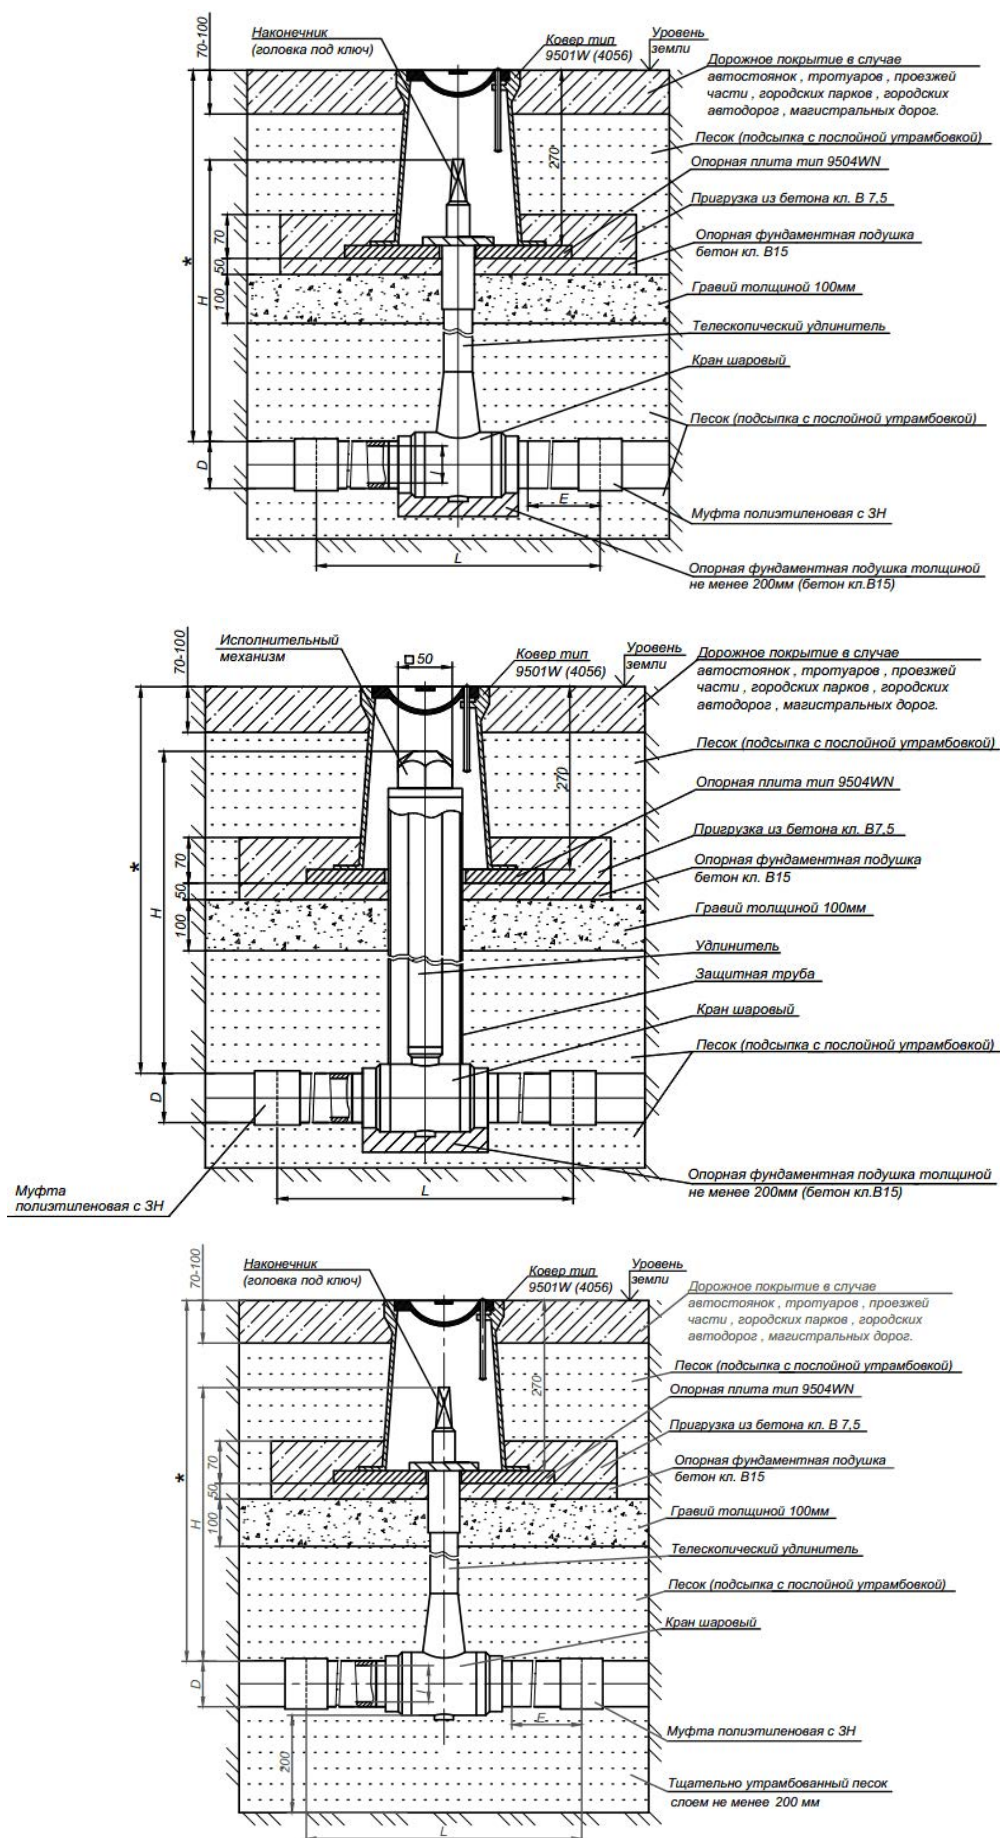 70-100
Наконечник
(головка под ключ)
Ковер тип
9501W (4056)
Уровень
земли
Дорожное покрытие в случае
автостоянок , тротуаров , проезжей
части , городских парков , городских
автодорог , магистральных дорог.
Песок (подсыпка с послойной утрамбовкой)
270
Опорная плита тип 9504WN
Пригрузка из бетона кл. В 7,5
70
Опорная фундаментная подушка
бетон кл. В15
*
50
H
100
Гравий толщиной 100мм
Телескопический удлинитель
Кран шаровый
Песок (подсыпка с послойной утрамбовкой)
D
I
E
Муфта полиэтиленовая с ЗН
L
Опорная фундаментная подушка толщиной
не менее 200мм (бетон кл.В15)
70-100
Исполнительный
механизм
50
Ковер тип
9501W (4056)
Уровень
земли
Дорожное покрытие в случае
автостоянок , тротуаров , проезжей
части , городских парков , городских
автодорог , магистральных дорог.
Песок (подсыпка с послойной утрамбовкой)
270
Опорная плита тип 9504WN
Пригрузка из бетона кл. В7,5
70
Опорная фундаментная подушка
бетон кл. В15
*
50
H
100
Гравий толщиной 100мм
Удлинитель
Защитная труба
Кран шаровый
Песок (подсыпка с послойной утрамбовкой)
D
Опорная фундаментная подушка толщиной
не менее 200мм (бетон кл.В15)
L
Муфта
полиэтиленовая с ЗН
70-100
Наконечник
(головка под ключ)
Ковер тип
9501W (4056)
Уровень
земли
Дорожное покрытие в случае
автостоянок , тротуаров , проезжей
части , городских парков , городских
автодорог , магистральных дорог.
Песок (подсыпка с послойной утрамбовкой)
270
Опорная плита тип 9504WN
Пригрузка из бетона кл. В 7,5
70
Опорная фундаментная подушка
бетон кл. В15
*
50
H
100
Гравий толщиной 100мм
Телескопический удлинитель
Песок (подсыпка с послойной утрамбовкой)
Кран шаровый
D
I
E
Муфта полиэтиленовая с ЗН
200
Тщательно утрамбованный песок
слоем не менее 200 мм
L